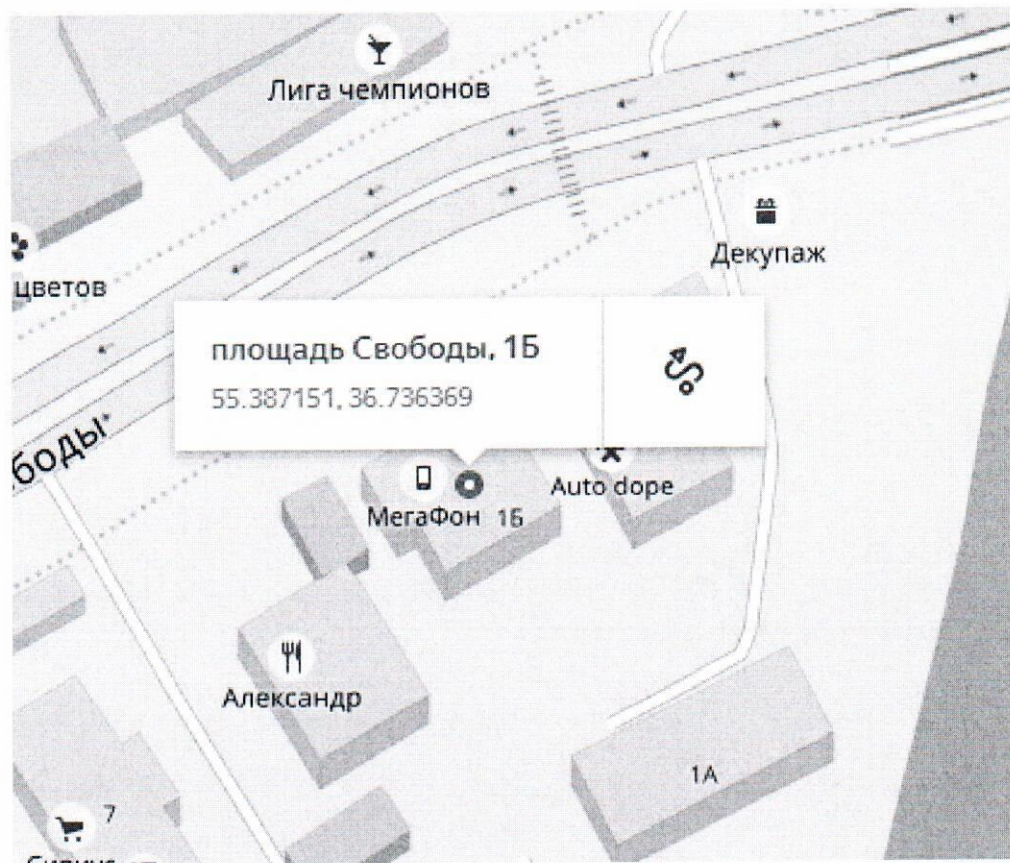 Лига чемпионов
Декупаж
цветов
площадь Свободы, 1Б
55.387151, 36.736369
боды
Auto dope
МегаФон 1Б
Александр
1А
7